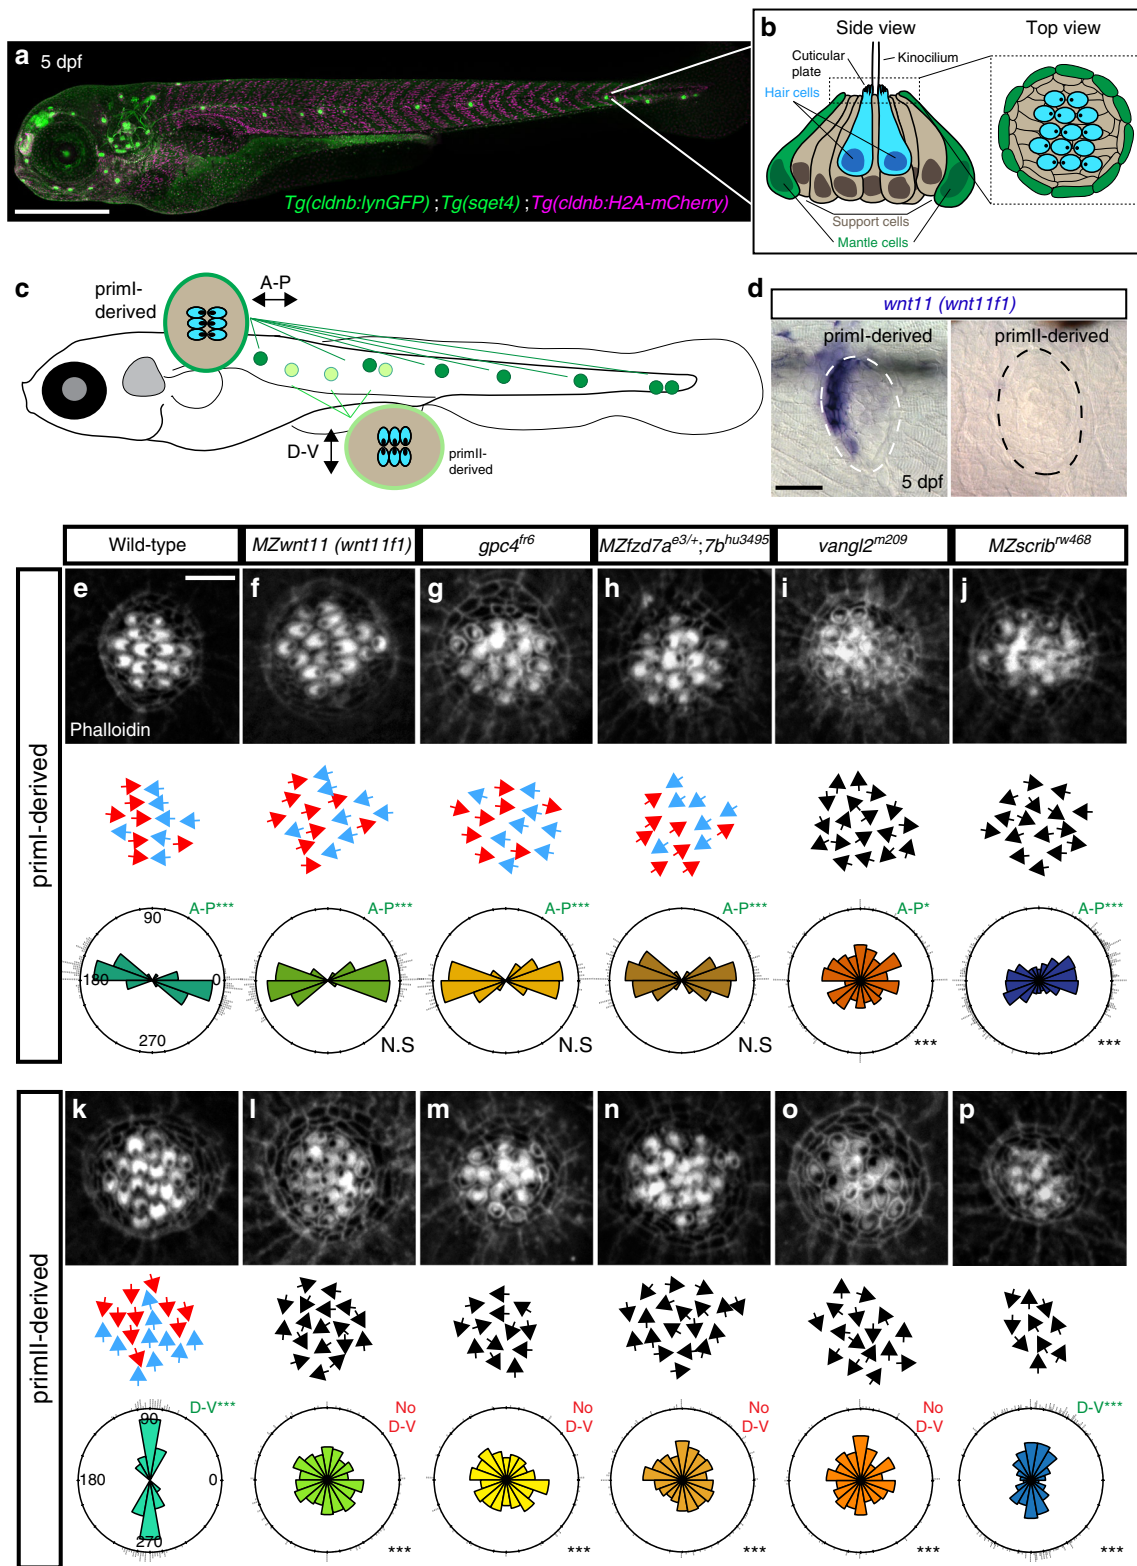 a
5 dpf
Tg(cldnb:lynGFP) ; Tg(sqet4) ; Tg(cldnb:H2A-mCherry)
b
Side view
Top view
Cuticular plate
Kinocilium
Hair cells
Support cells
Mantle cells
c
primI-derived
A-P
D-V
primII-derived
d
wnt11 (wnt11f1)
primI-derived
primII-derived
5 dpf
Wild-type
MZwnt11 (wnt11f1)
gpc4fr6
MZfzd7ae3/+;7bhu3495
vangl2m209
MZscribrw468
primI-derived
e
f
g
h
i
j
Phalloidin
A-P***
A-P***
A-P***
A-P***
A-P*
A-P***
90
180
0
270
N.S
N.S
N.S
***
***
primII-derived
k
l
m
n
o
p
D-V***
No D-V
No D-V
No D-V
No D-V
D-V***
90
180
0
270
***
***
***
***
***